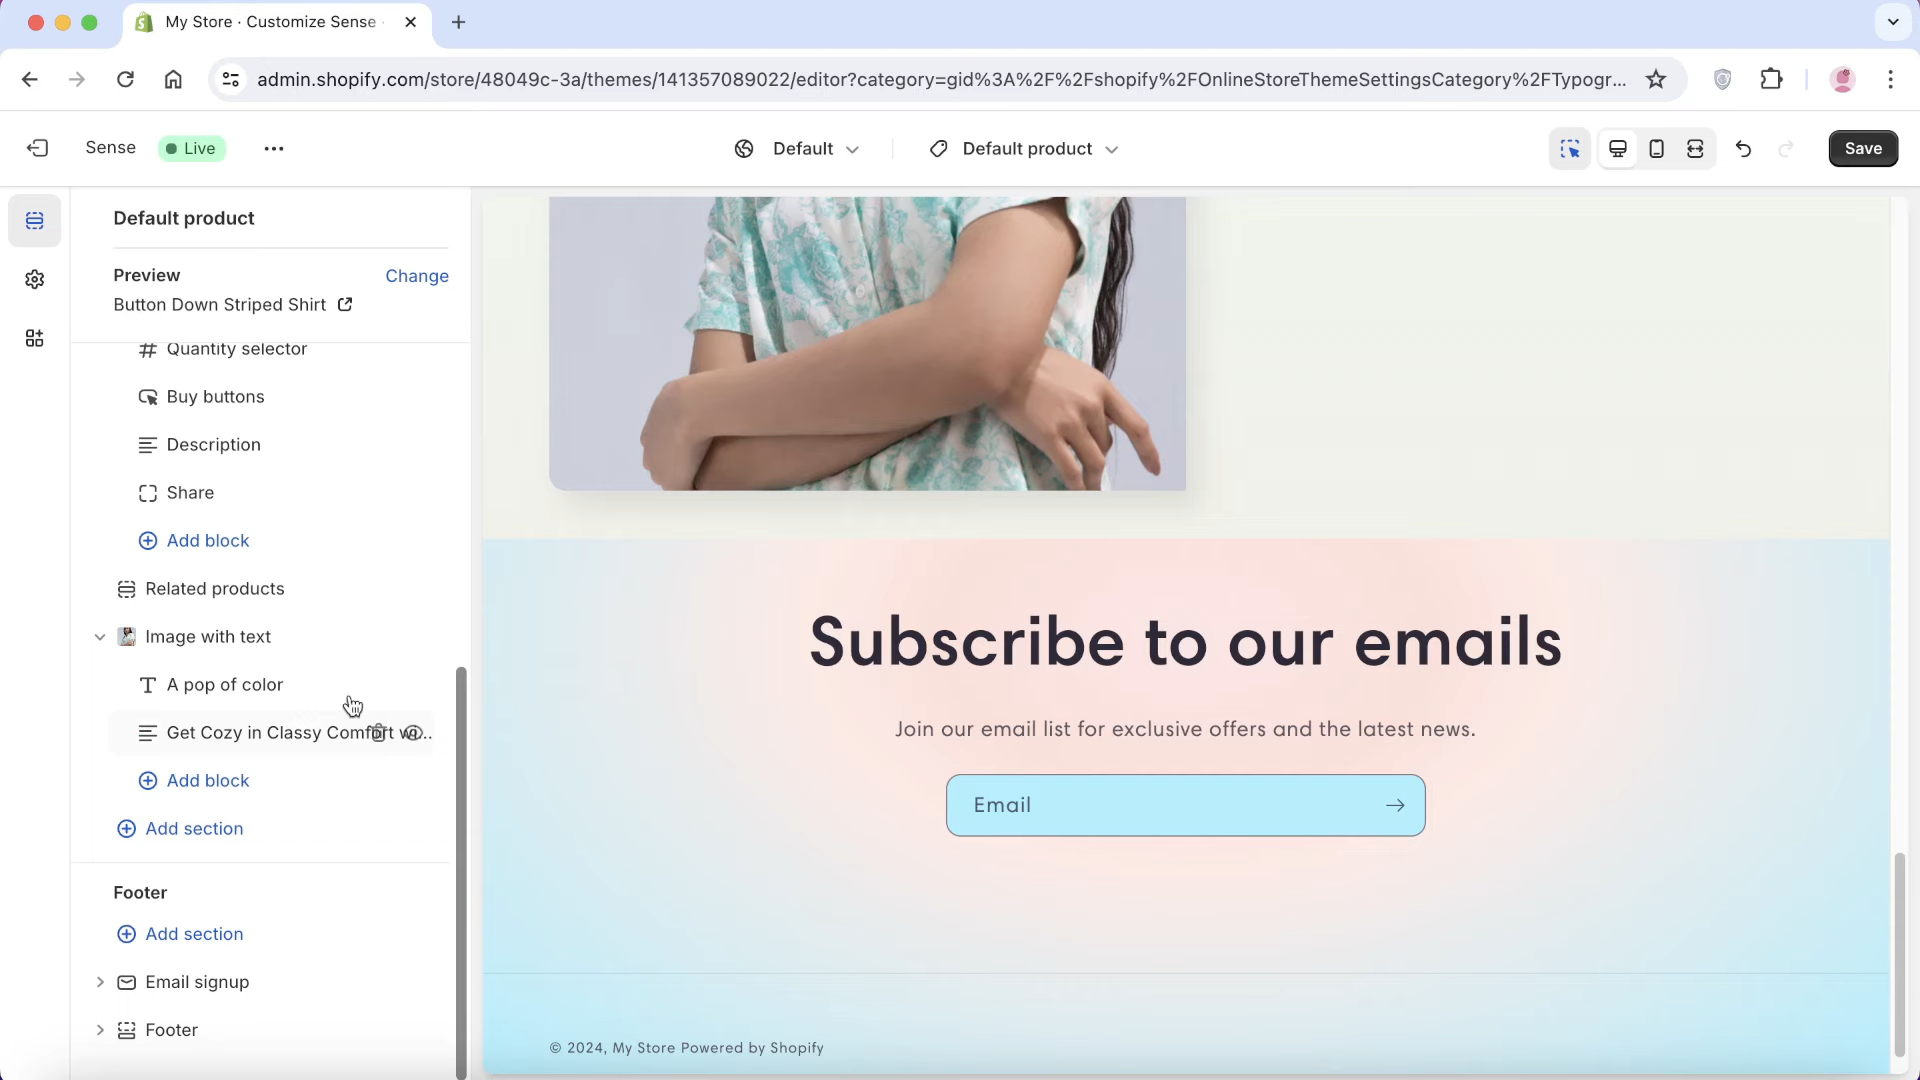 My Store · Customize Sense ·
admin.shopify.com/store/48049c-3a/themes/141357089022/editor?category=gid%3A%2F%2Fshopify%2FOnlineStoreThemeSettingsCategory%2FTypogr...
Sense
Live
Default
Default product
Save
Default product
Preview
Change
Button Down Striped Shirt
Quantity selector
Buy buttons
Description
Share
Add block
Related products
Image with text
A pop of color
Get Cozy in Classy Comfort wi...
Add block
Add section
Footer
Add section
Email signup
Footer
Subscribe to our emails
Join our email list for exclusive offers and the latest news.
Email
© 2024, My Store Powered by Shopify